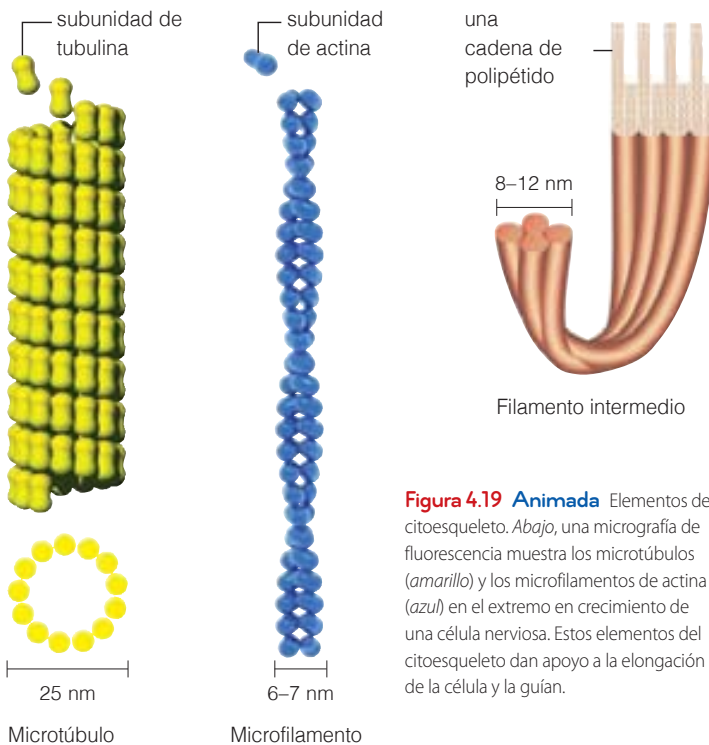 subunidad de
tubulina
subunidad
de actina
una
cadena de
polipétido
8–12 nm
Filamento intermedio
25 nm
Microtúbulo
6–7 nm
Microfilamento
Figura 4.19 Animada Elementos de
citoesqueleto. Abajo, una micrografía de
fluorescencia muestra los microtúbulos
(amarillo) y los microfilamentos de actina
(azul) en el extremo en crecimiento de
una célula nerviosa. Estos elementos del
citoesqueleto dan apoyo a la elongación
de la célula y la guían.